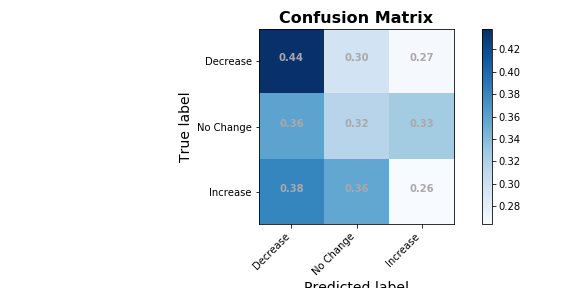 Confusion Matrix
True label
Decrease 0.44 0.30 0.27
No Change 0.36 0.32 0.33
Increase 0.38 0.36 0.26
Decrease No Change Increase
Predicted label
0.42
0.40
0.38
0.36
0.34
0.32
0.30
0.28